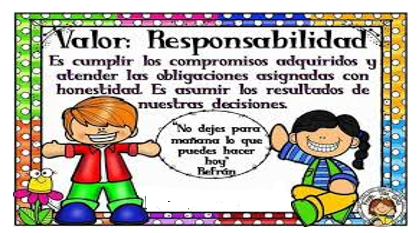 Valor: Responsabilidad
Es cumplir los compromisos adquiridos y
atender las obligaciones asignadas con
honestidad. Es asumir los resultados de
nuestras decisiones.
"No dejes para
mañana lo que
puedes hacer
hoy"
Refrán